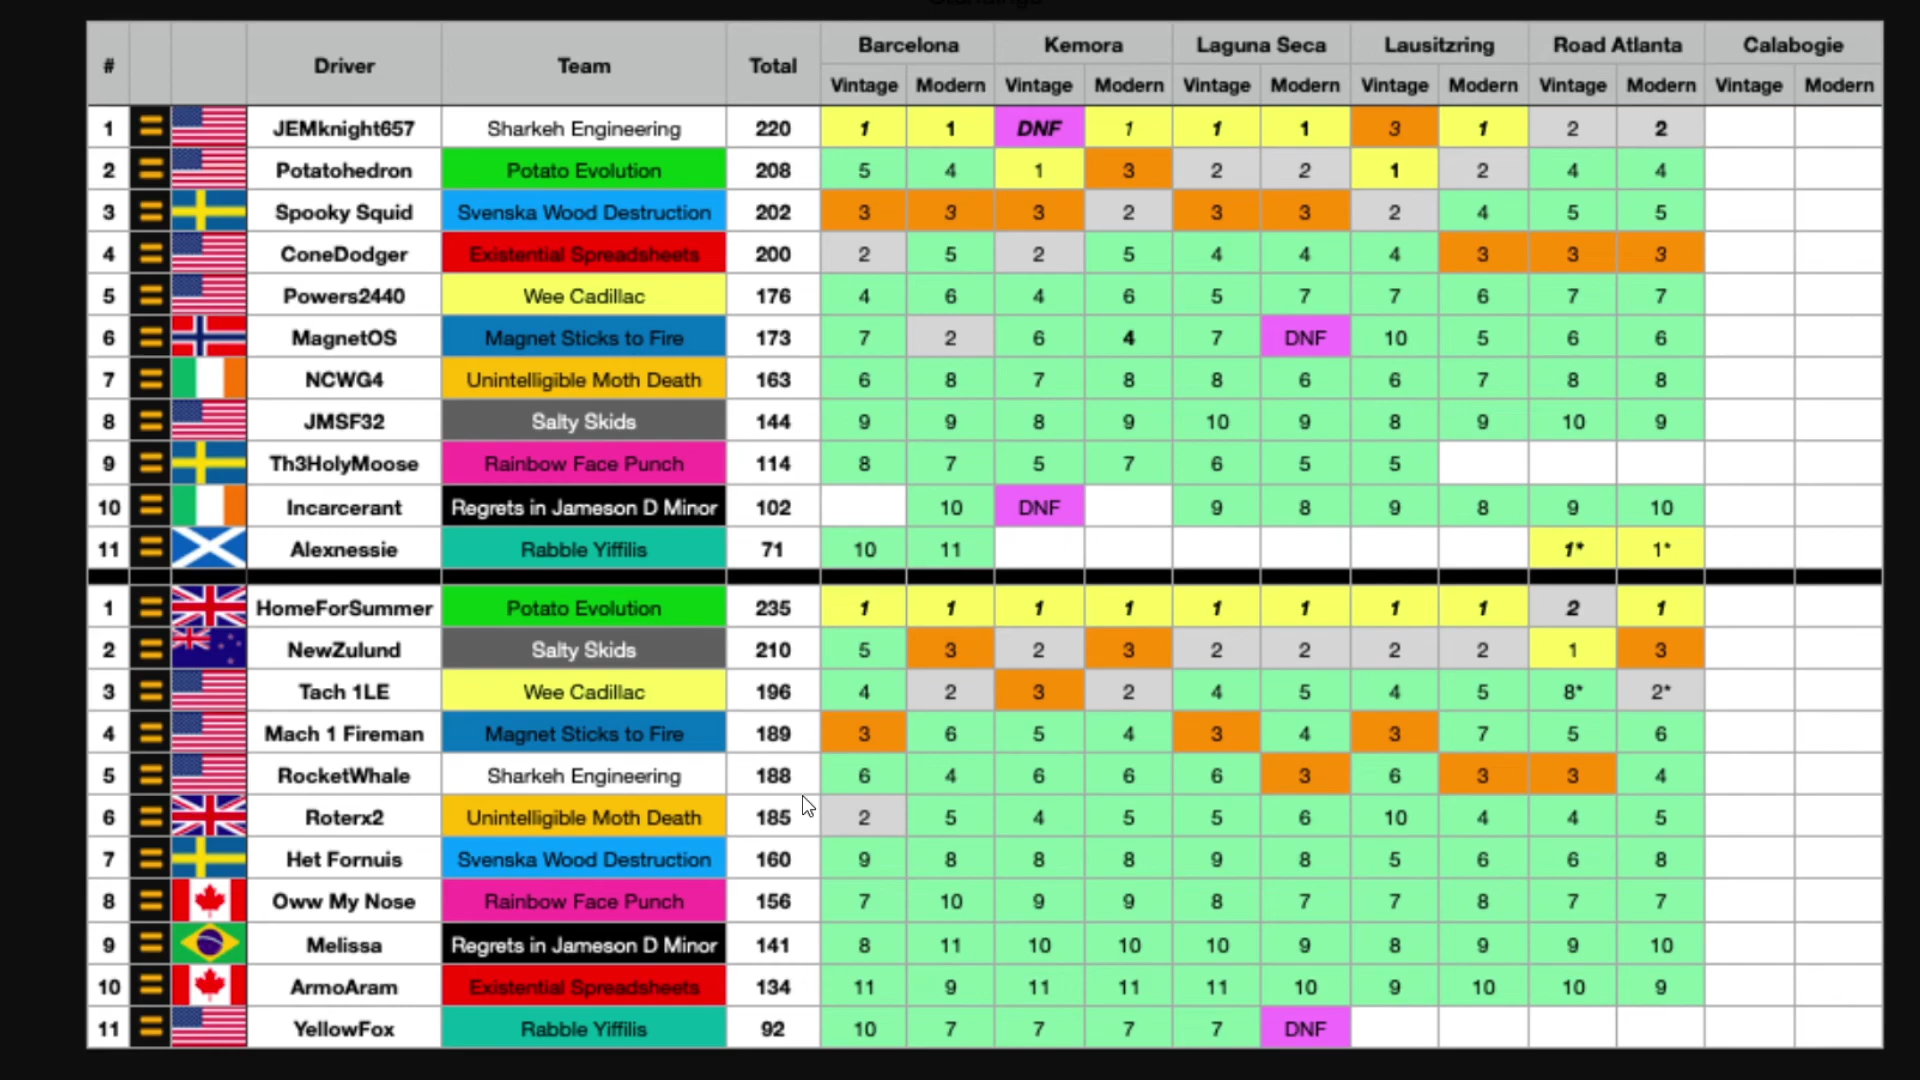 # Driver Team Total Barcelona Kemora Laguna Seca Lausitzring Road Atlanta Calabogie
Vintage Modern Vintage Modern Vintage Modern Vintage Modern Vintage Modern Vintage Modern
1 JEMknight657 Sharkeh Engineering 220 1 1 DNF 1 1 1 3 1 2 2
2 Potatohedron Potato Evolution 208 5 4 1 3 2 2 1 2 4 4
3 Spooky Squid Svenska Wood Destruction 202 3 3 3 2 3 3 2 4 5 5
4 ConeDodger Existential Spreadsheets 200 2 5 2 5 4 4 4 3 3 3
5 Powers2440 Wee Cadillac 176 4 6 4 6 5 7 7 6 7 7
6 MagnetOS Magnet Sticks to Fire 173 7 2 6 4 7 DNF 10 5 6 6
7 NCWG4 Unintelligible Moth Death 163 6 8 7 8 8 6 6 7 8 8
8 JMSF32 Salty Skids 144 9 9 8 9 10 9 8 9 10 9
9 Th3HolyMoose Rainbow Face Punch 114 8 7 5 7 6 5 5
10 Incarcerant Regrets in Jameson D Minor 102 10 DNF 9 8 9 8 9 10
11 Alexnessie Rabble Yiffilis 71 10 11 1* 1*
1 HomeForSummer Potato Evolution 235 1 1 1 1 1 1 1 1 2 1
2 NewZulund Salty Skids 210 5 3 2 3 2 2 2 2 1 3
3 Tach 1LE Wee Cadillac 196 4 2 3 2 4 5 4 5 8* 2*
4 Mach 1 Fireman Magnet Sticks to Fire 189 3 6 5 4 3 4 3 7 5 6
5 RocketWhale Sharkeh Engineering 188 6 4 6 6 6 3 6 3 3 4
6 Roterx2 Unintelligible Moth Death 185 2 5 4 5 5 6 10 4 4 5
7 Het Fornuis Svenska Wood Destruction 160 9 8 8 8 9 8 5 6 6 8
8 Oww My Nose Rainbow Face Punch 156 7 10 9 9 8 7 7 8 7 7
9 Melissa Regrets in Jameson D Minor 141 8 11 10 10 10 9 8 9 9 10
10 ArmoAram Existential Spreadsheets 134 11 9 11 11 11 10 9 10 10 9
11 YellowFox Rabble Yiffilis 92 10 7 7 7 7 DNF